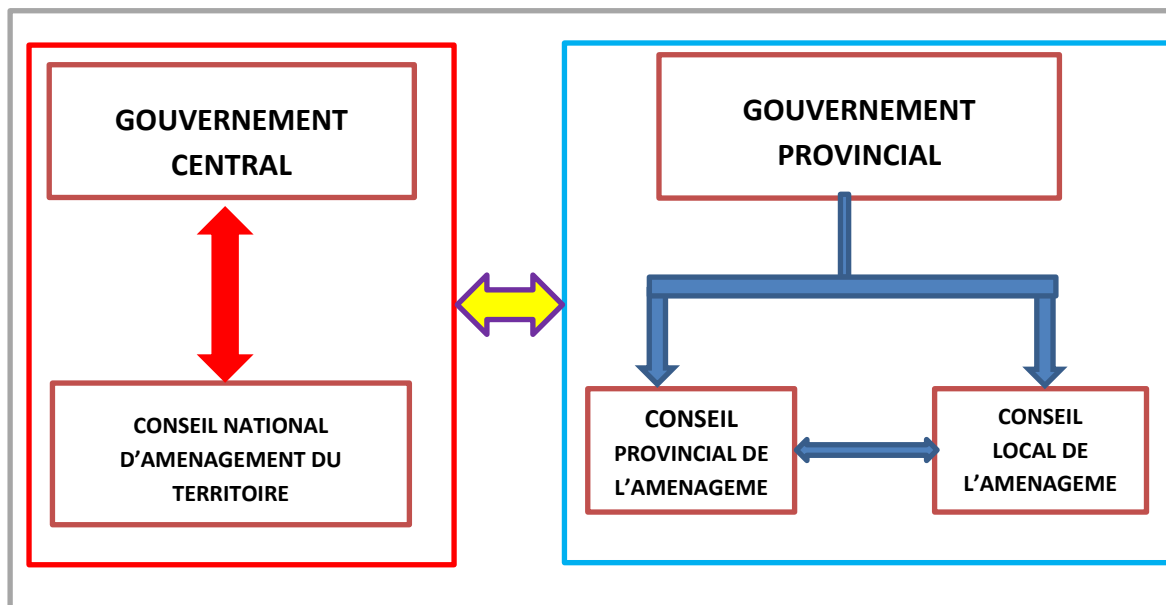 GOUVERNEMENT
CENTRAL
CONSEIL NATIONAL
D'AMENAGEMENT DU
TERRITOIRE
GOUVERNEMENT
PROVINCIAL
CONSEIL
PROVINCIAL DE
L'AMENAGEME
CONSEIL
LOCAL DE
L'AMENAGEME